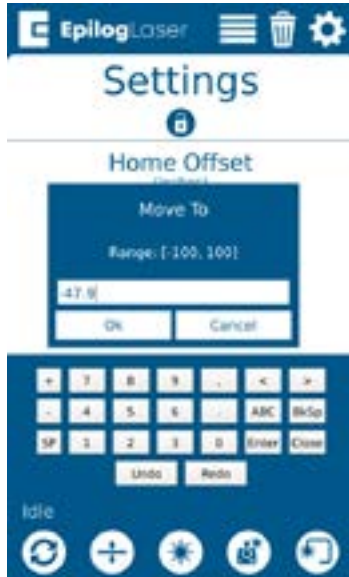 EpilogLaser
Settings
Home Offset
Move To
Range: [-100, 100]
-47.9
Ok Cancel
+ 7 8 9 . < >
- 4 5 6 . ABC BkSp
SP 1 2 3 0 Enter Close
Undo Redo
Idle